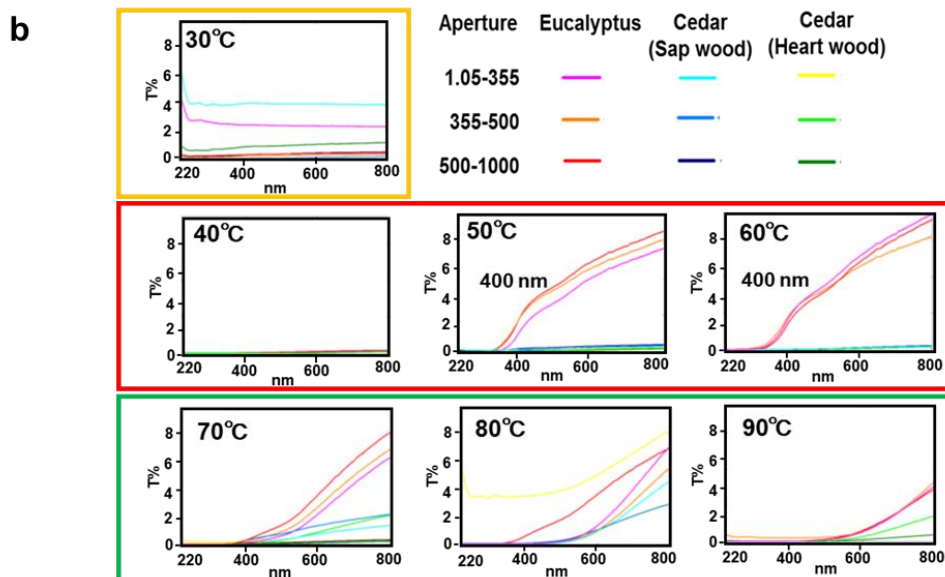 b
30°C
T%
8
6
4
2
0
220 400 600 800
nm
Aperture Eucalyptus Cedar (Sap wood) Cedar (Heart wood)
1.05-355
355-500
500-1000
40°C
T%
8
6
4
2
0
220 400 600 800
nm
50°C
400 nm
T%
8
6
4
2
0
220 400 600 800
nm
60°C
400 nm
T%
8
6
4
2
0
220 400 600 800
nm
70°C
T%
8
6
4
2
0
220 400 600 800
nm
80°C
T%
8
6
4
2
0
220 400 600 800
nm
90°C
T%
8
6
4
2
0
220 400 600 800
nm